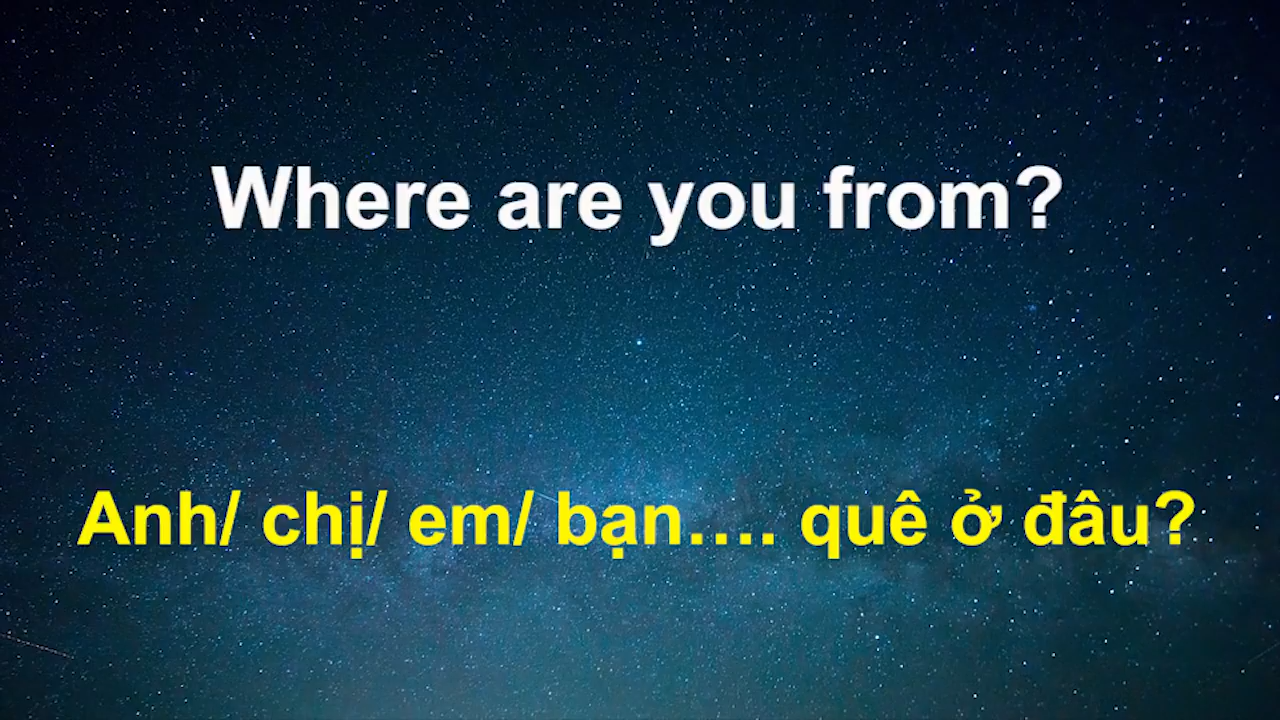 Where are you from?
Anh/ chị/ em/ bạn…. quê ở đâu?